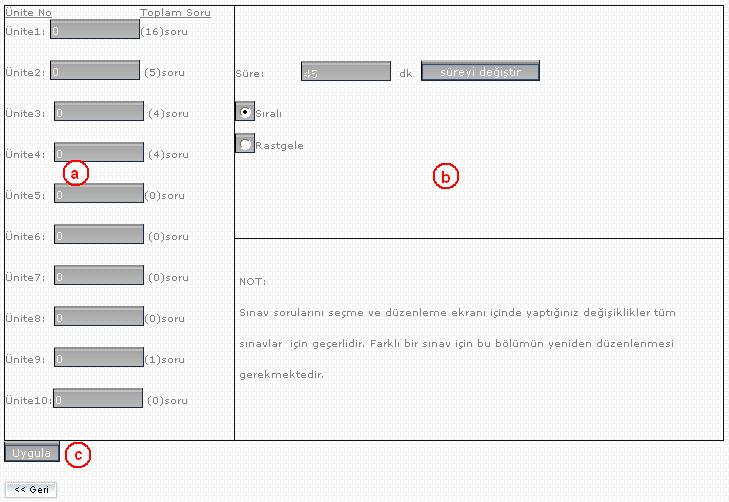 Ünite No Toplam Soru
Ünite1: 0 (16)soru
Ünite2: 0 (5)soru
Ünite3: 0 (4)soru
Ünite4: 0 (4)soru
a
Ünite5: 0 (0)soru
Ünite6: 0 (0)soru
Ünite7: 0 (0)soru
Ünite8: 0 (0)soru
Ünite9: 0 (1)soru
Ünite10: 0 (0)soru
Süre: 45 dk süreyi değiştir
Sıralı
Rastgele
b
NOT:
Sınav sorularını seçme ve düzenleme ekranı içinde yaptığınız değişiklikler tüm
sınavlar için geçerlidir. Farklı bir sınav için bu bölümün yeniden düzenlenmesi
gerekmektedir.
Uygula c
<< Geri